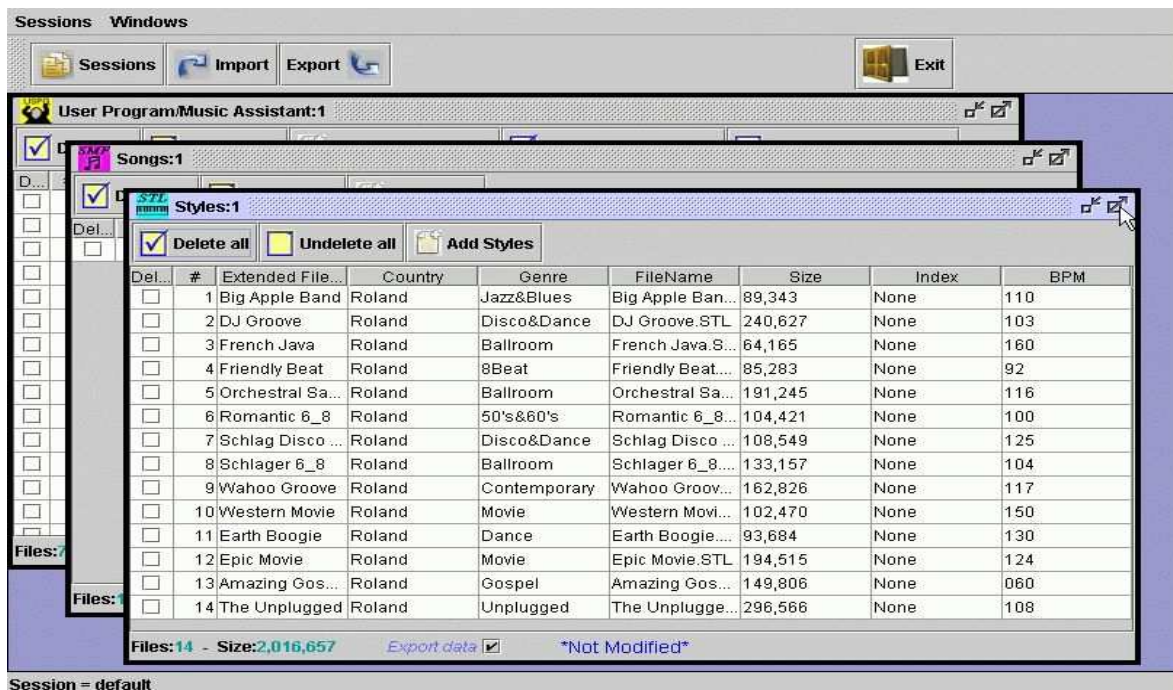 Sessions Windows
Sessions Import Export Exit
User Program/Music Assistant:1
Songs:1
D...
STL Styles:1
Del...
Delete all Undelete all Add Styles
Del... # Extended File... Country Genre FileName Size Index BPM
1 Big Apple Band Roland Jazz&Blues Big Apple Ban... 89,343 None 110
2 DJ Groove Roland Disco&Dance DJ Groove.STL 240,627 None 103
3 French Java Roland Ballroom French Java.S... 64,165 None 160
4 Friendly Beat Roland 8Beat Friendly Beat.... 85,283 None 92
5 Orchestral Sa... Roland Ballroom Orchestral Sa... 191,245 None 116
6 Romantic 6_8 Roland 50's&60's Romantic 6_8... 104,421 None 100
7 Schlag Disco ... Roland Disco&Dance Schlag Disco ... 108,549 None 125
8 Schlager 6_8 Roland Ballroom Schlager 6_8.... 133,157 None 104
9 Wahoo Groove Roland Contemporary Wahoo Groov... 162,826 None 117
10 Western Movie Roland Movie Western Movi... 102,470 None 150
11 Earth Boogie Roland Dance Earth Boogie.... 93,684 None 130
12 Epic Movie Roland Movie Epic Movie.STL 194,515 None 124
13 Amazing Gos... Roland Gospel Amazing Gos... 149,806 None 060
14 The Unplugged Roland Unplugged The Unplugge... 296,566 None 108
Files:7
Files:1
Files:14 - Size:2,016,657 Export data *Not Modified*
Session = default